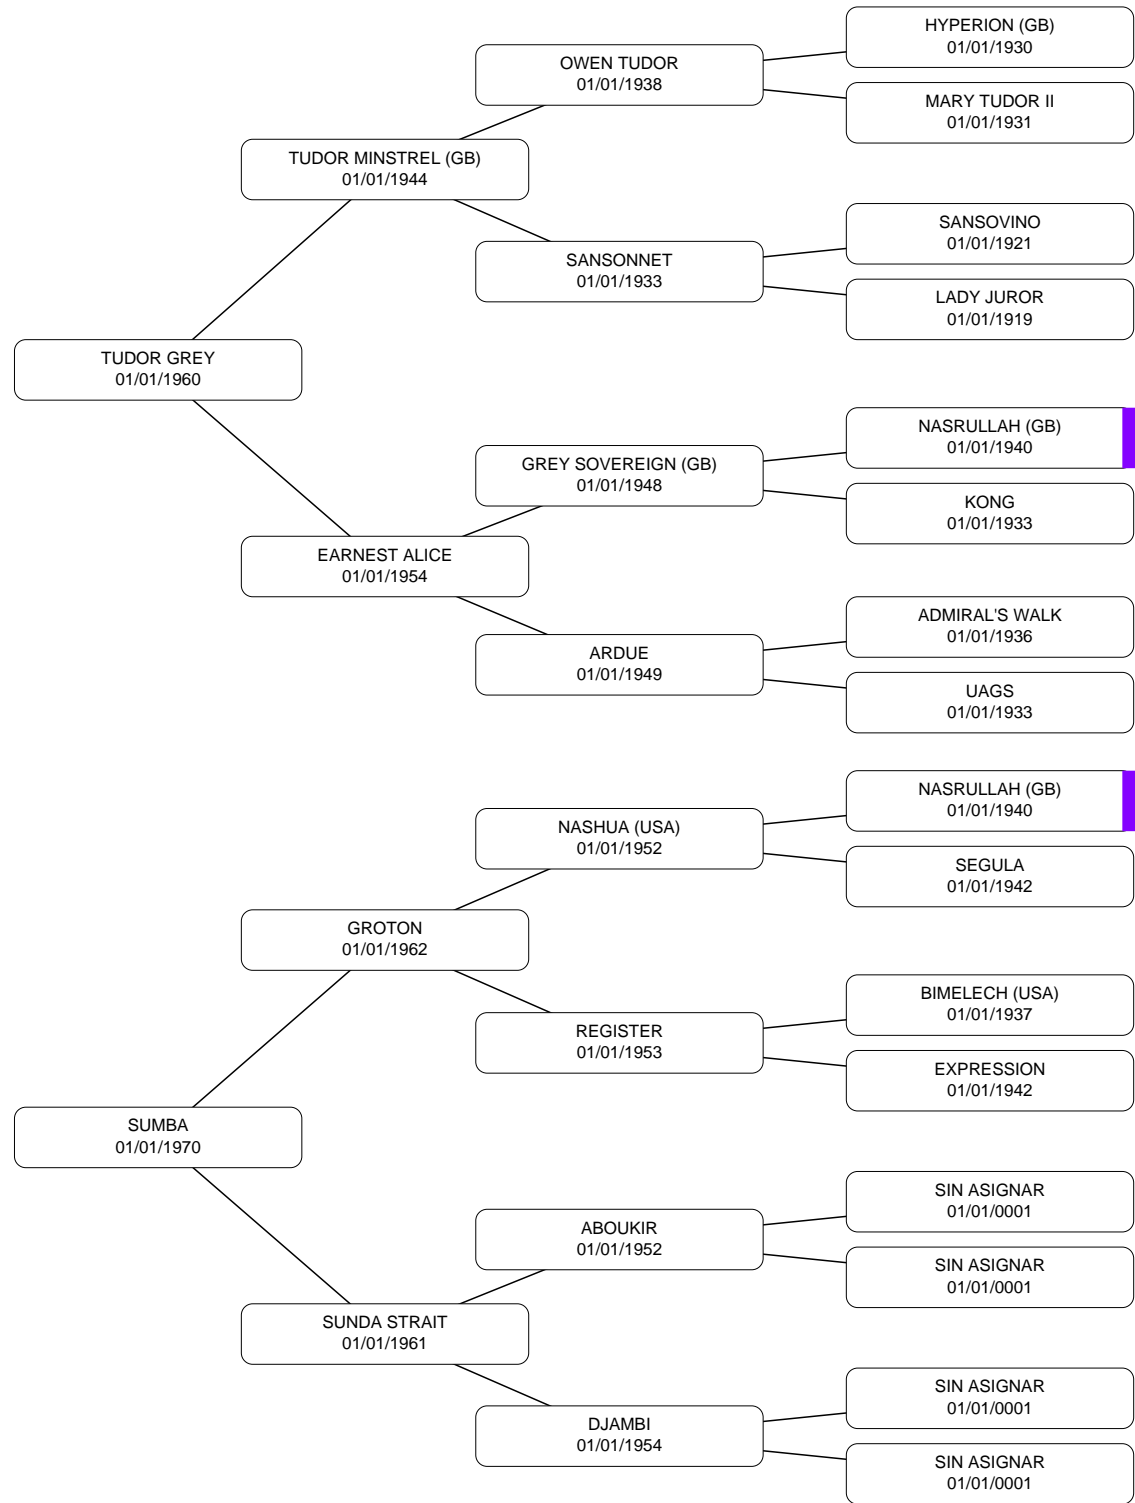 HYPERION (GB)
01/01/1930
OWEN TUDOR
01/01/1938
MARY TUDOR II
01/01/1931
TUDOR MINSTREL (GB)
01/01/1944
SANSOVINO
01/01/1921
SANSONNET
01/01/1933
LADY JUROR
01/01/1919
TUDOR GREY
01/01/1960
NASRULLAH (GB)
01/01/1940
GREY SOVEREIGN (GB)
01/01/1948
KONG
01/01/1933
EARNEST ALICE
01/01/1954
ADMIRAL'S WALK
01/01/1936
ARDUE
01/01/1949
UAGS
01/01/1933
NASRULLAH (GB)
01/01/1940
NASHUA (USA)
01/01/1952
SEGULA
01/01/1942
GROTON
01/01/1962
BIMELECH (USA)
01/01/1937
REGISTER
01/01/1953
EXPRESSION
01/01/1942
SUMBA
01/01/1970
SIN ASIGNAR
01/01/0001
ABOUKIR
01/01/1952
SIN ASIGNAR
01/01/0001
SUNDA STRAIT
01/01/1961
SIN ASIGNAR
01/01/0001
DJAMBI
01/01/1954
SIN ASIGNAR
01/01/0001